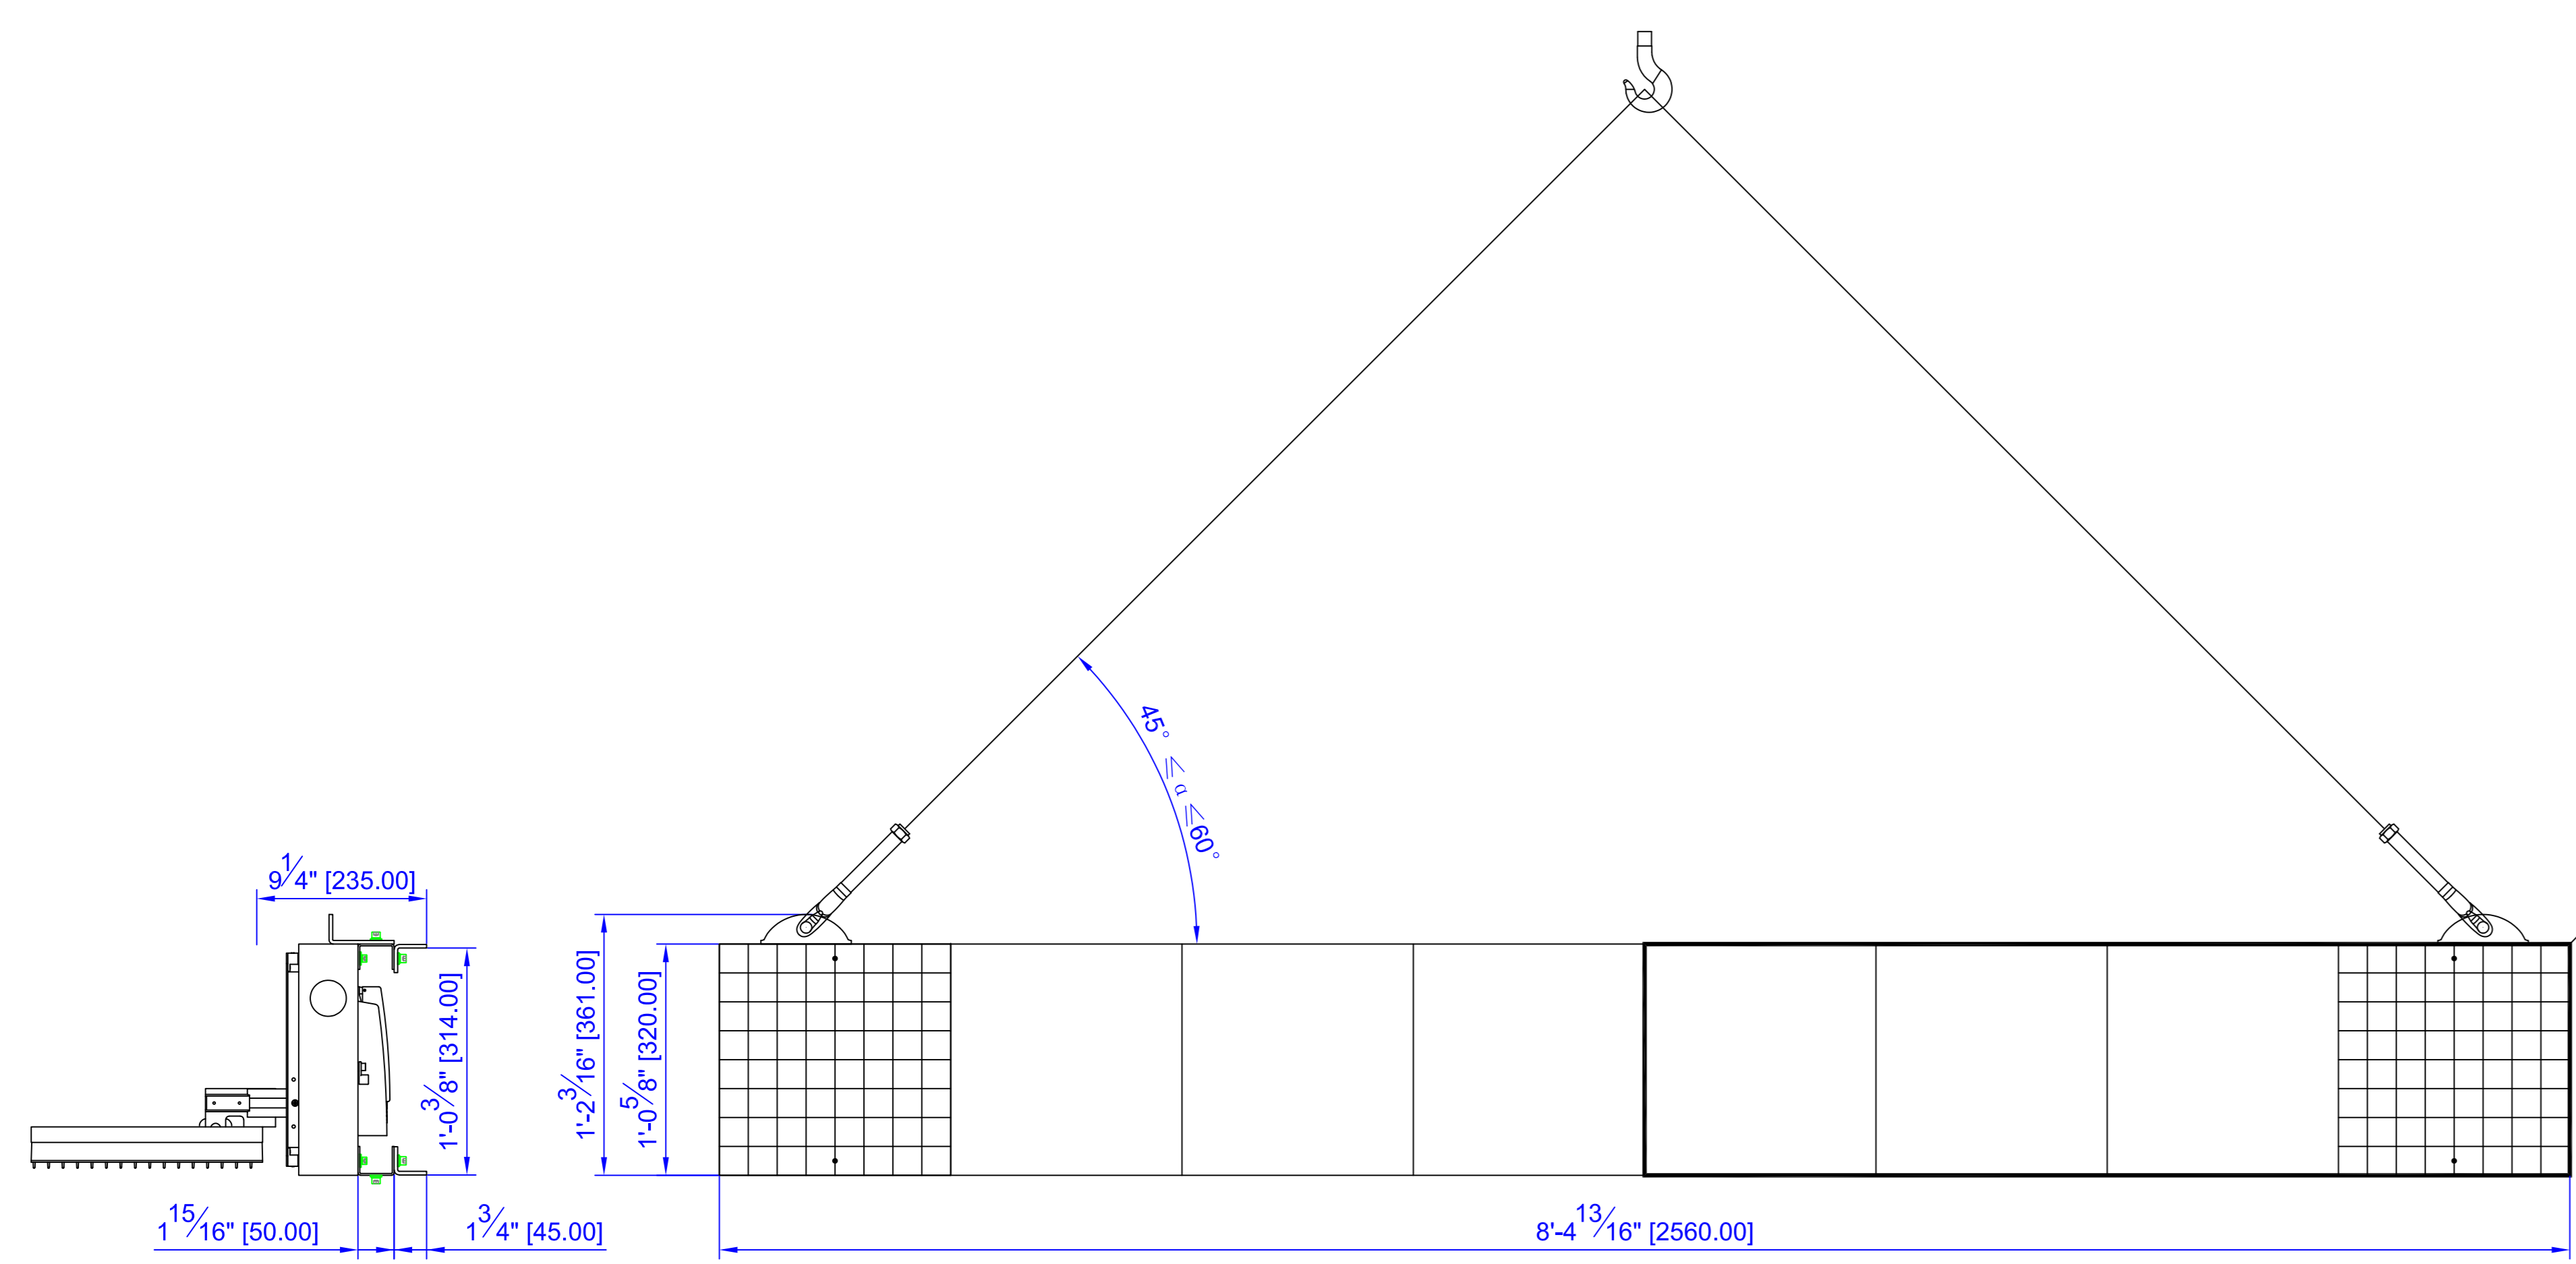 45° ≤ α ≤60°
9 1/4" [235.00]
1'-0 3/8" [314.00]
1'-2 3/16" [361.00]
1'-0 5/8" [320.00]
1 15/16" [50.00]
1 3/4" [45.00]
8'-4 13/16" [2560.00]